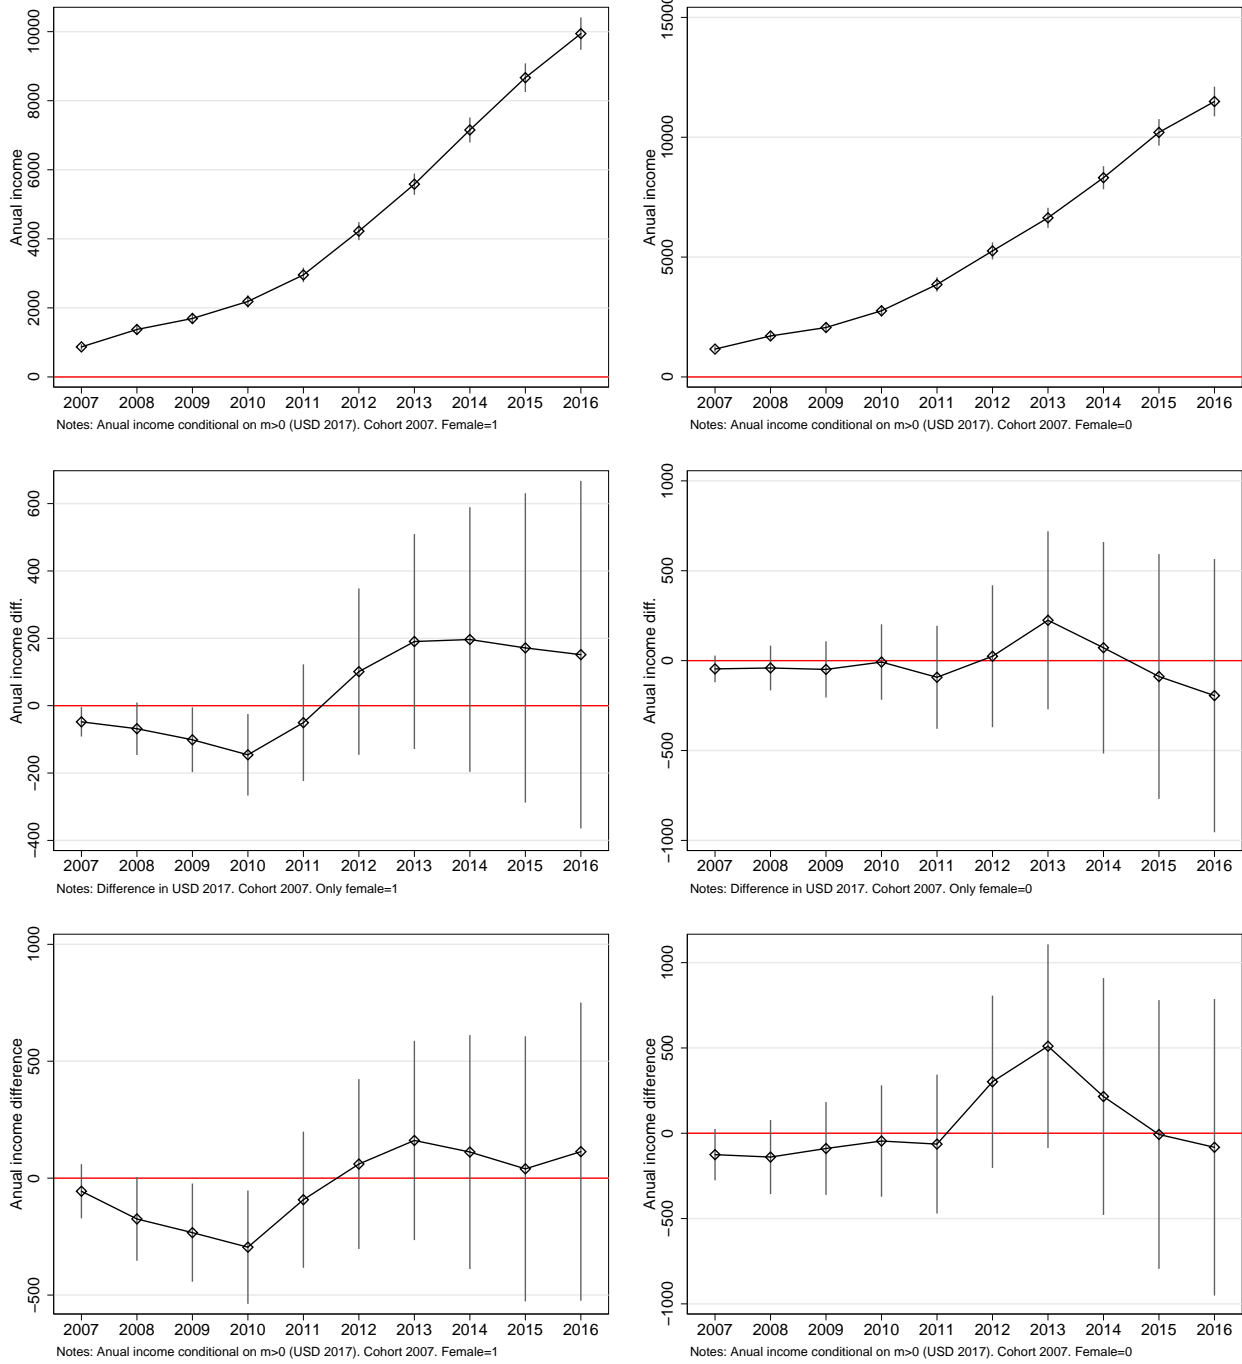 Anual income
0
2000
4000
6000
8000
10000
2007 2008 2009 2010 2011 2012 2013 2014 2015 2016
Notes: Anual income conditional on m>0 (USD 2017). Cohort 2007. Female=1
Anual income
0
5000
10000
15000
2007 2008 2009 2010 2011 2012 2013 2014 2015 2016
Notes: Anual income conditional on m>0 (USD 2017). Cohort 2007. Female=0
Anual income diff.
−400
−200
0
200
400
600
2007 2008 2009 2010 2011 2012 2013 2014 2015 2016
Notes: Difference in USD 2017. Cohort 2007. Only female=1
Anual income diff.
−1000
−500
0
500
1000
2007 2008 2009 2010 2011 2012 2013 2014 2015 2016
Notes: Difference in USD 2017. Cohort 2007. Only female=0
Anual income difference
−500
0
500
1000
2007 2008 2009 2010 2011 2012 2013 2014 2015 2016
Notes: Anual income conditional on m>0 (USD 2017). Cohort 2007. Female=1
Anual income difference
−1000
−500
0
500
1000
2007 2008 2009 2010 2011 2012 2013 2014 2015 2016
Notes: Anual income conditional on m>0 (USD 2017). Cohort 2007. Female=0